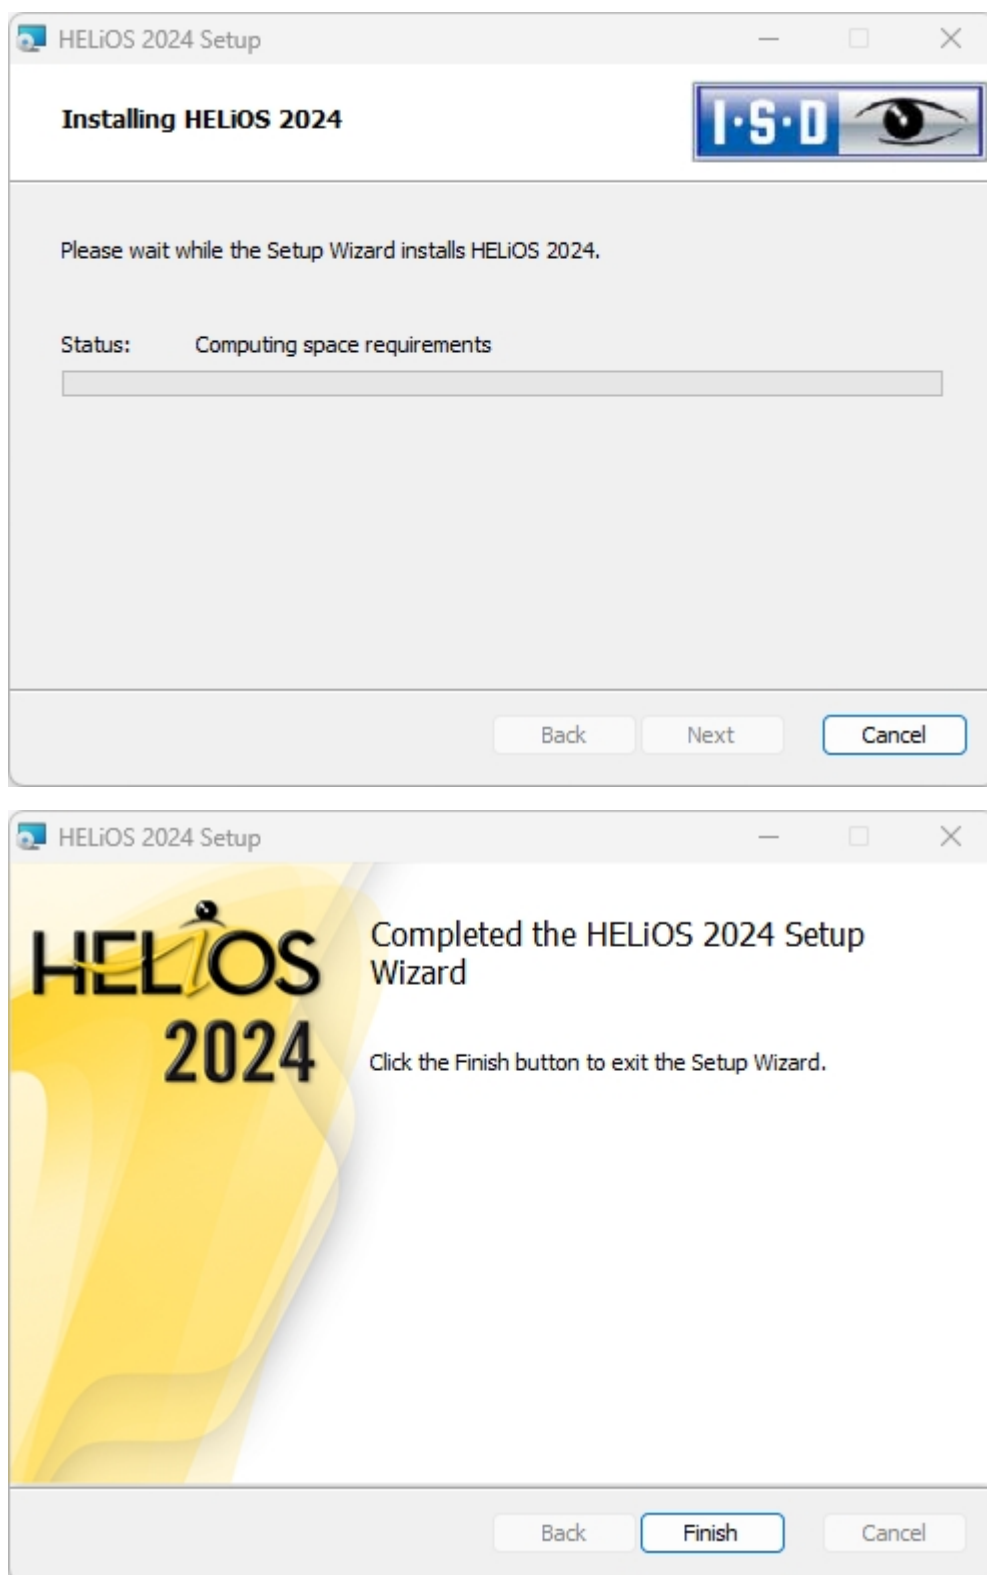 HELiOS 2024 Setup
Installing HELiOS 2024
I·S·D
Please wait while the Setup Wizard installs HELiOS 2024.
Status: Computing space requirements
Back Next Cancel
HELiOS 2024 Setup
HELiOS
2024
Completed the HELiOS 2024 Setup
Wizard
Click the Finish button to exit the Setup Wizard.
Back Finish Cancel